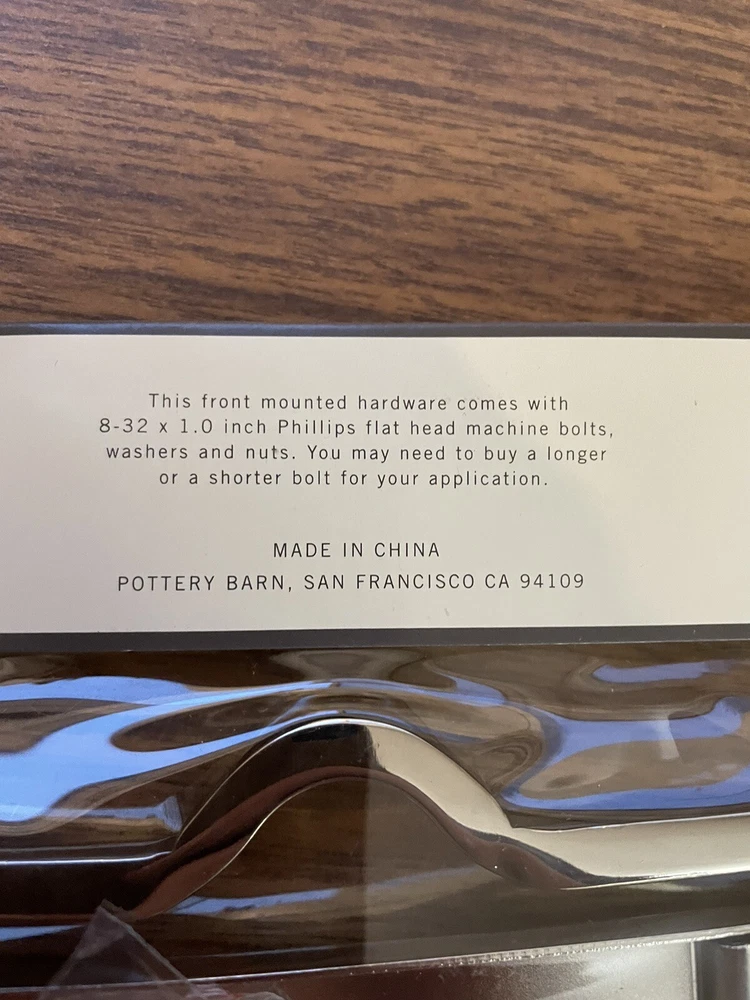 This front mounted hardware comes with
8-32 x 1.0 inch Phillips flat head machine bolts,
washers and nuts. You may need to buy a longer
or a shorter bolt for your application.
MADE IN CHINA
POTTERY BARN, SAN FRANCISCO CA 94109